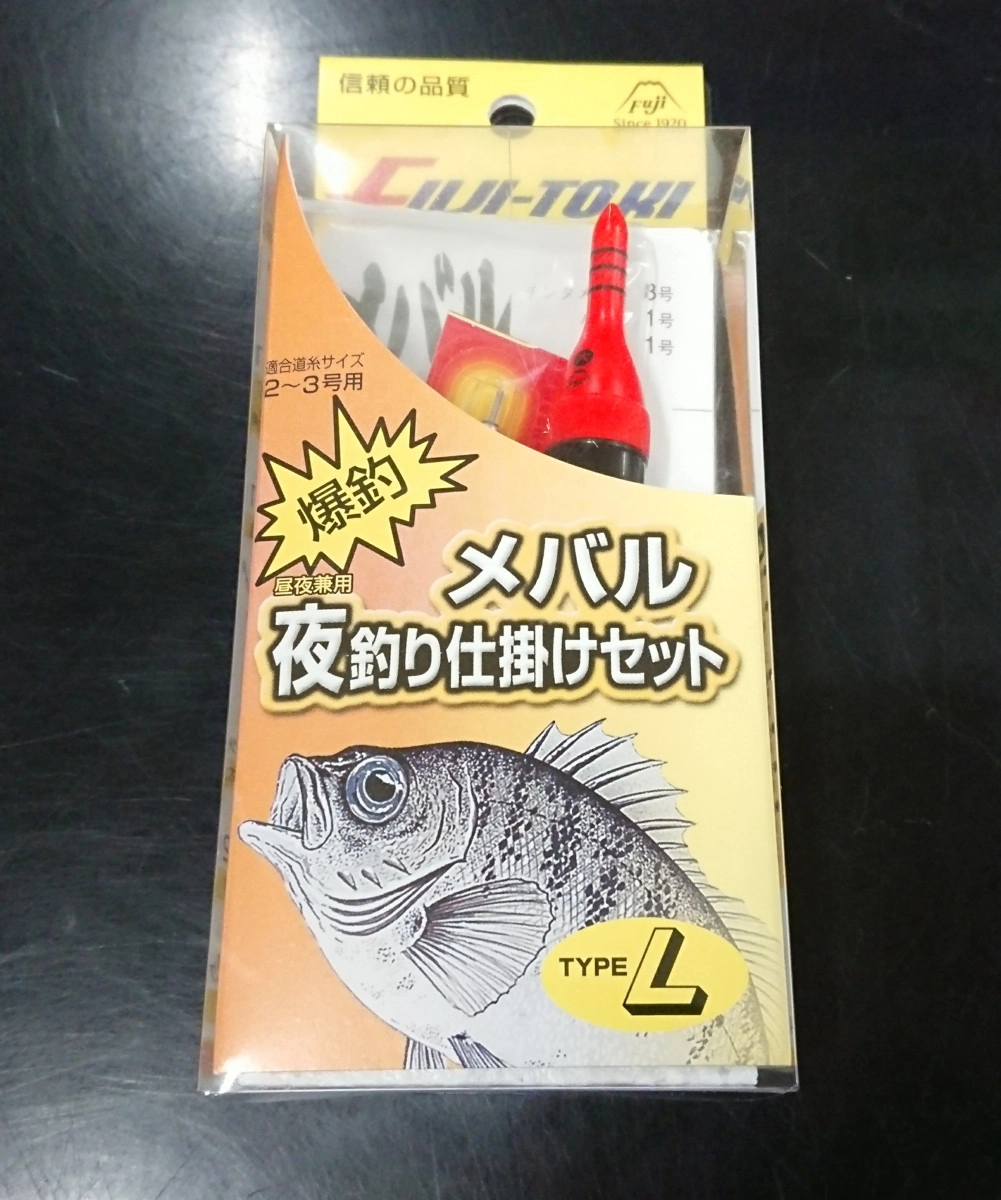 信頼の品質
Fuji
Since 1920
FUJI-TOKI
3号
1号
1号
適合道糸サイズ
2～3号用
爆釣
昼夜兼用
メバル
夜釣り仕掛けセット
TYPE L